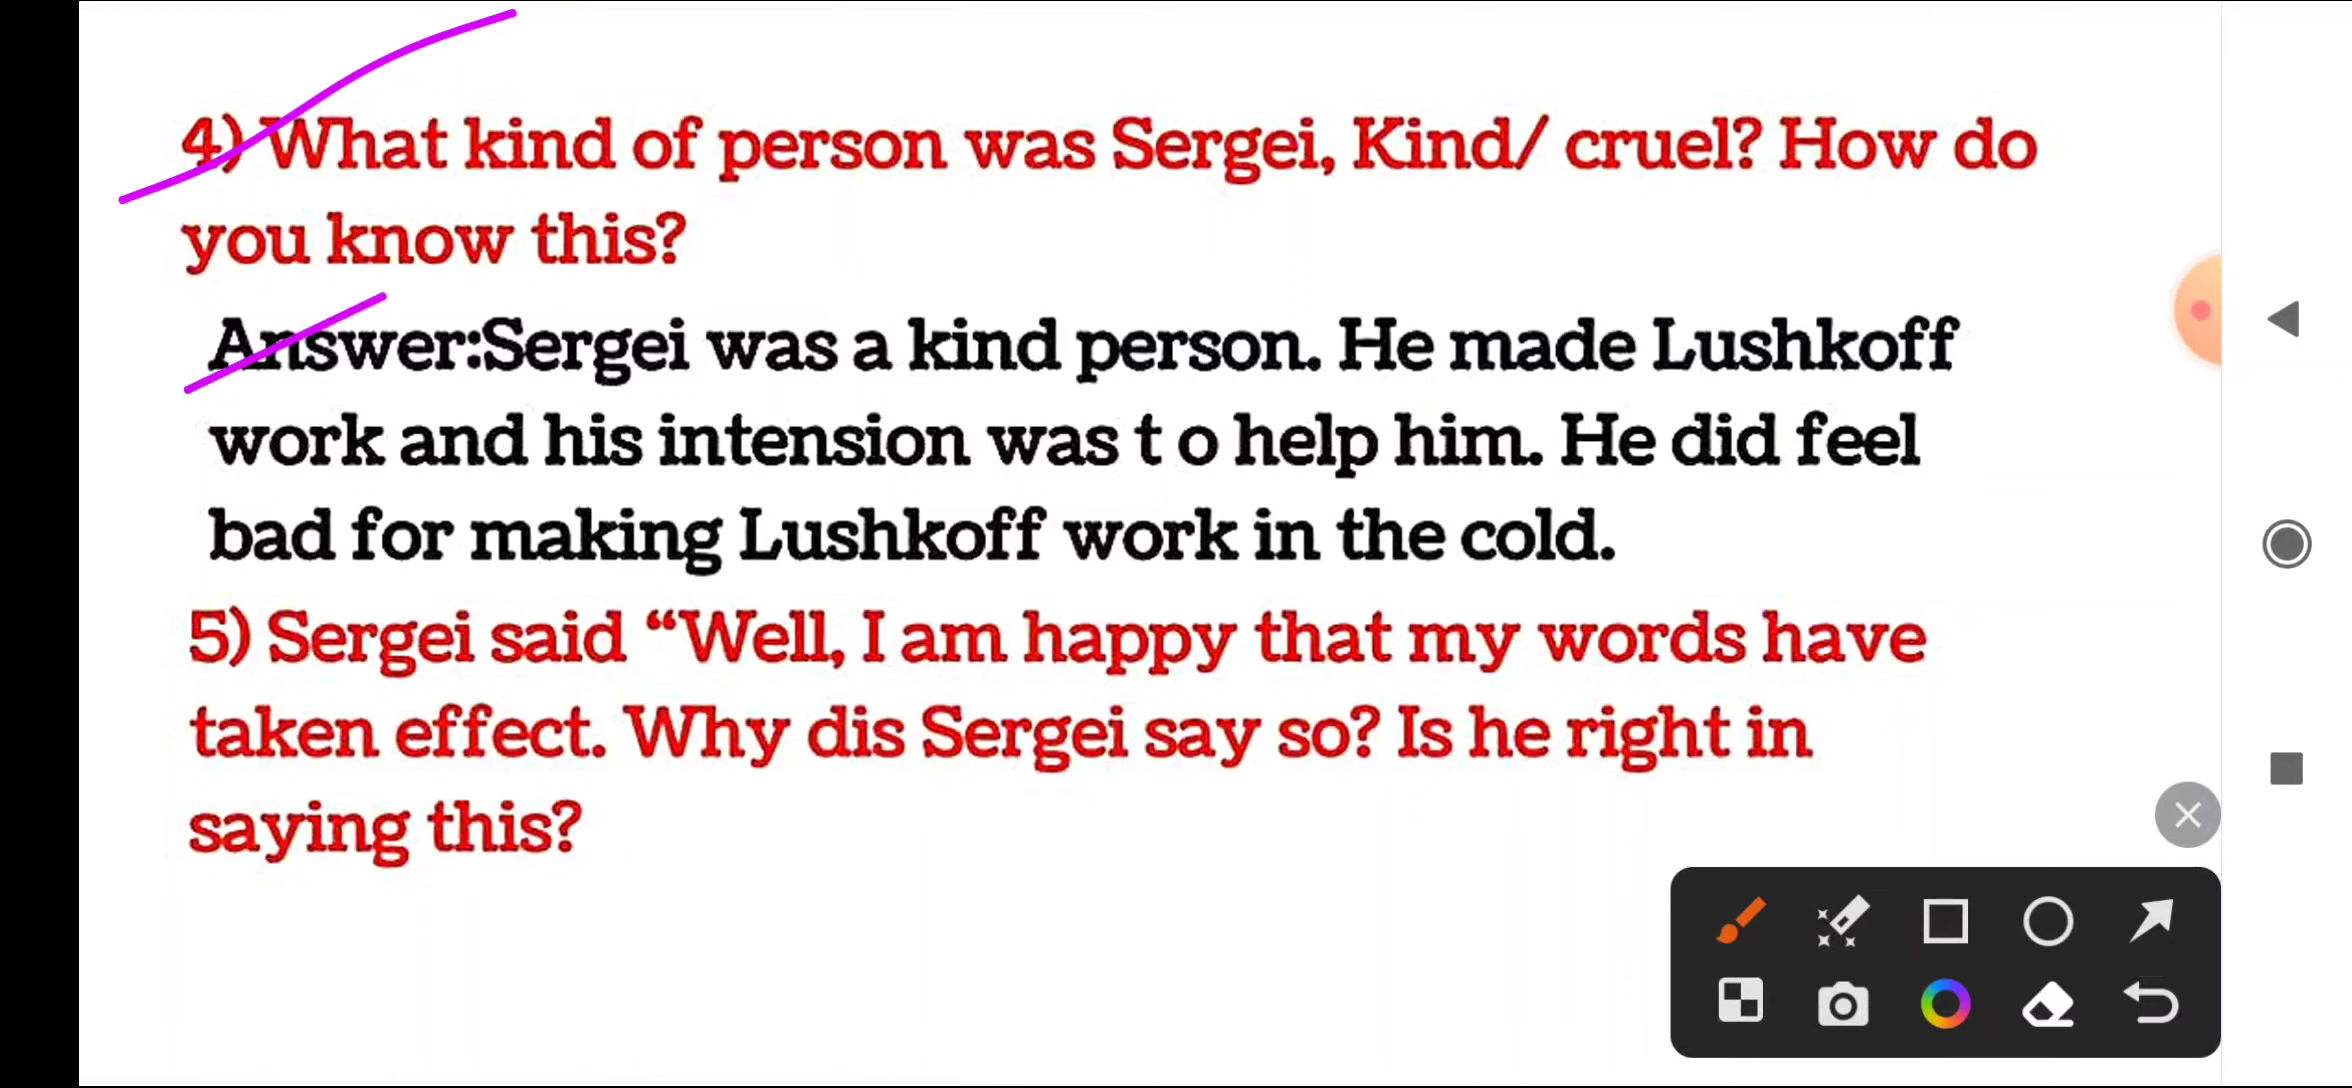 4) What kind of person was Sergei, Kind/ cruel? How do
you know this?
Answer:Sergei was a kind person. He made Lushkoff
work and his intension was t o help him. He did feel
bad for making Lushkoff work in the cold.
5) Sergei said “Well, I am happy that my words have
taken effect. Why dis Sergei say so? Is he right in
saying this?